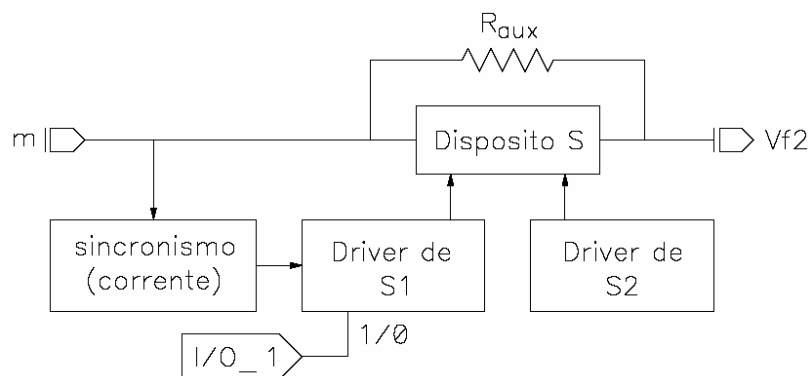 Raux
m
Disposito S
Vf2
sincronismo
(corrente)
Driver de
S1
Driver de
S2
1/0
I/O_1